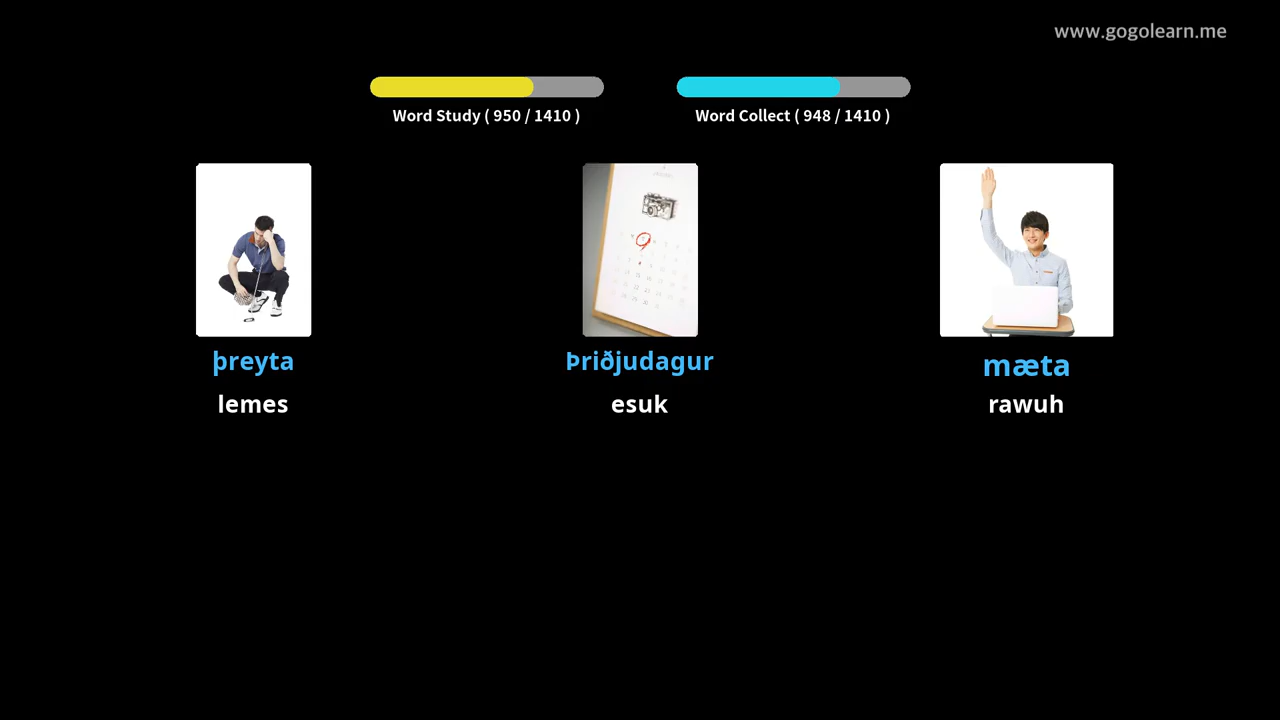 www.gogolearn.me
Word Study ( 950 / 1410 )
Word Collect ( 948 / 1410 )
þreyta
Þriðjudagur
mæta
lemes
esuk
rawuh